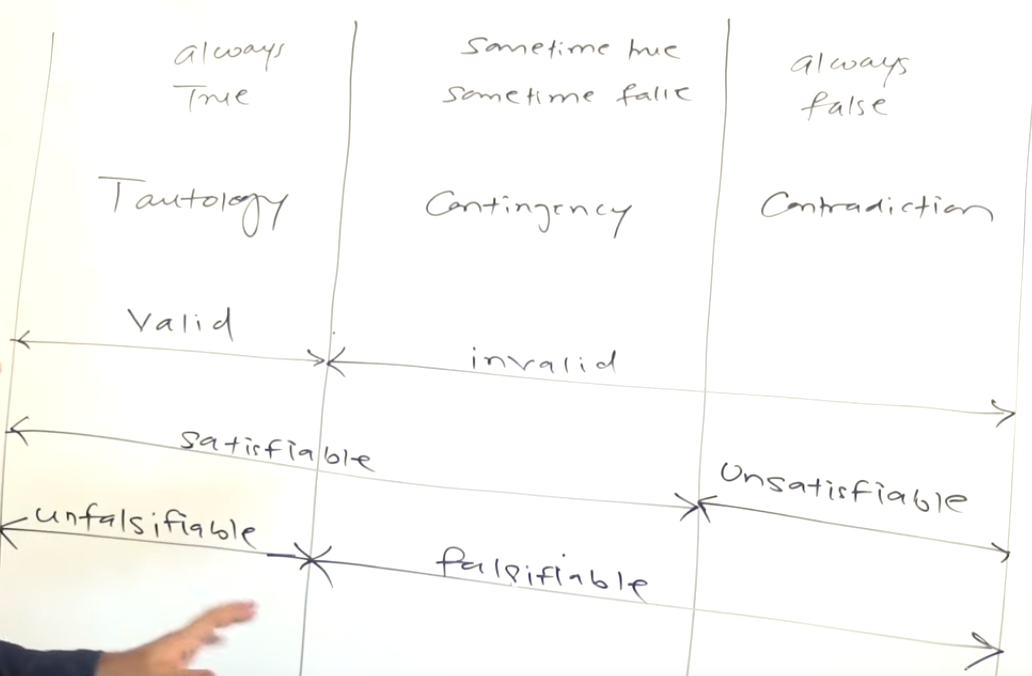 always
True
Sometime true
Sometime false
always
false
Tautology
Contingency
Contradiction
Valid
invalid
satisfiable
Unsatisfiable
unfalsifiable
falsifiable